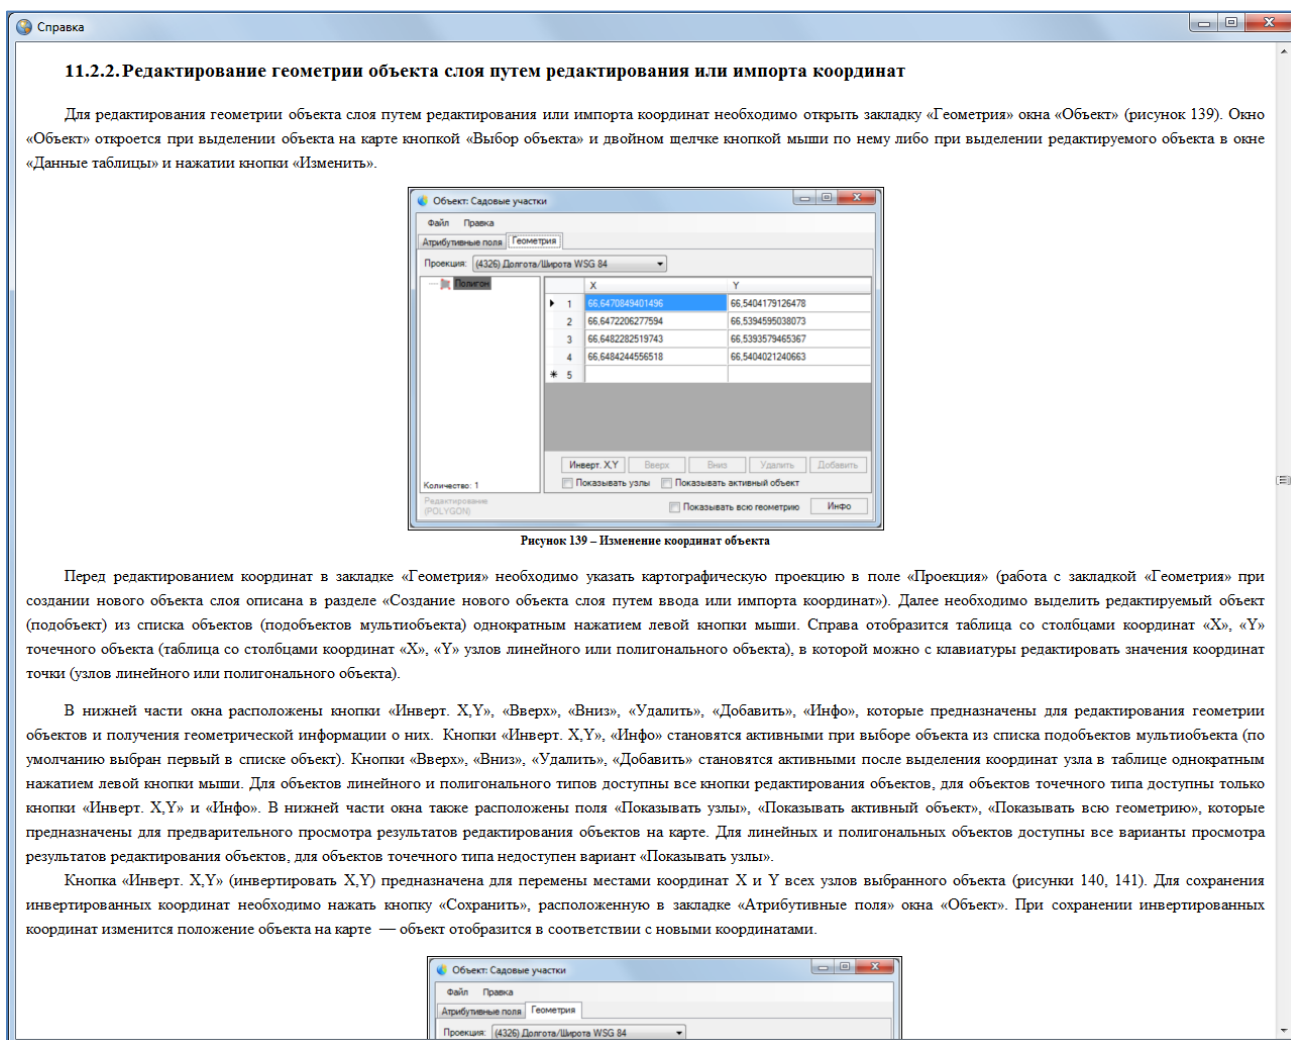 Справка
11.2.2. Редактирование геометрии объекта слоя путем редактирования или импорта координат
Для редактирования геометрии объекта слоя путем редактирования или импорта координат необходимо открыть закладку «Геометрия» окна «Объект» (рисунок 139). Окно
«Объект» откроется при выделении объекта на карте кнопкой «Выбор объекта» и двойном щелчке кнопкой мыши по нему либо при выделении редактируемого объекта в окне
«Данные таблицы» и нажатии кнопки «Изменить».
Объект: Садовые участки
Файл Правка
Атрибутивные поля Геометрия
Проекция: (4326) Долгота/Широта WSG 84
Полигон
X Y
1 66,6470849401496 66,5404179126478
2 66,6472206277594 66,5394595038073
3 66,6482282519743 66,5393579465367
4 66,6484244556518 66,5404021240663
5
Инверт. X,Y Вверх Вниз Удалить Добавить
Количество: 1 Показывать узлы Показывать активный объект
Редактирование
(POLYGON) Показывать всю геометрию Инфо
Рисунок 139 – Изменение координат объекта
Перед редактированием координат в закладке «Геометрия» необходимо указать картографическую проекцию в поле «Проекция» (работа с закладкой «Геометрия» при
создании нового объекта слоя описана в разделе «Создание нового объекта слоя путем ввода или импорта координат»). Далее необходимо выделить редактируемый объект
(подобъект) из списка объектов (подобъектов мультиобъекта) однократным нажатием левой кнопки мыши. Справа отобразится таблица со столбцами координат «X», «Y»
точечного объекта (таблица со столбцами координат «X», «Y» узлов линейного или полигонального объекта), в которой можно с клавиатуры редактировать значения координат
точки (узлов линейного или полигонального объекта).
В нижней части окна расположены кнопки «Инверт. X,Y», «Вверх», «Вниз», «Удалить», «Добавить», «Инфо», которые предназначены для редактирования геометрии
объектов и получения геометрической информации о них. Кнопки «Инверт. X,Y», «Инфо» становятся активными при выборе объекта из списка подобъектов мультиобъекта (по
умолчанию выбран первый в списке объект). Кнопки «Вверх», «Вниз», «Удалить», «Добавить» становятся активными после выделения координат узла в таблице однократным
нажатием левой кнопки мыши. Для объектов линейного и полигонального типов доступны все кнопки редактирования объектов, для объектов точечного типа доступны только
кнопки «Инверт. X,Y» и «Инфо». В нижней части окна также расположены поля «Показывать узлы», «Показывать активный объект», «Показывать всю геометрию», которые
предназначены для предварительного просмотра результатов редактирования объектов на карте. Для линейных и полигональных объектов доступны все варианты просмотра
результатов редактирования объектов, для объектов точечного типа недоступен вариант «Показывать узлы».
Кнопка «Инверт. X,Y» (инвертировать X,Y) предназначена для перемены местами координат X и Y всех узлов выбранного объекта (рисунки 140, 141). Для сохранения
инвертированных координат необходимо нажать кнопку «Сохранить», расположенную в закладке «Атрибутивные поля» окна «Объект». При сохранении инвертированных
координат изменится положение объекта на карте — объект отобразится в соответствии с новыми координатами.
Объект: Садовые участки
Файл Правка
Атрибутивные поля Геометрия
Проекция: (4326) Долгота/Широта WSG 84